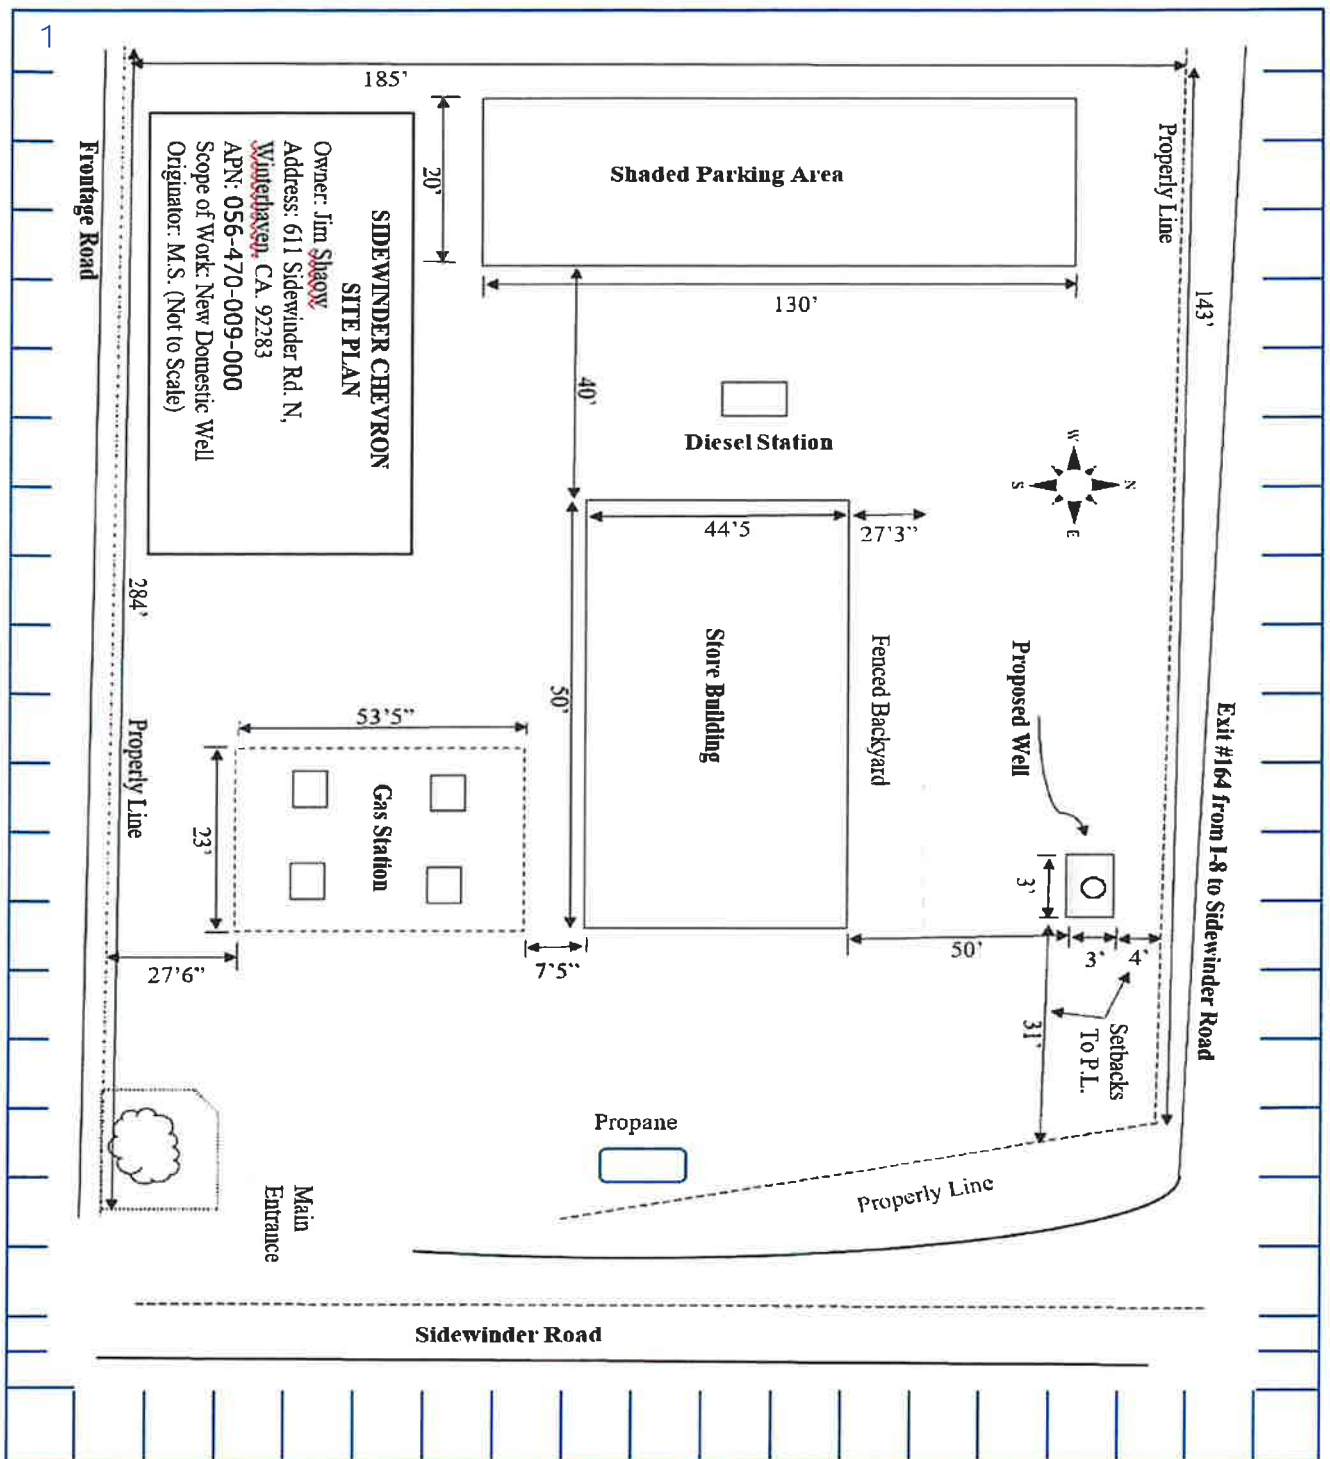 1
185'
Properly Line
143'
Shaded Parking Area
20'
130'
Frontage Road
SIDEWINDER CHEVRON
SITE PLAN
Owner: Jim Shaow
Address: 611 Sidewinder Rd. N,
Winterhaven, CA. 92283
APN: 056-470-009-000
Scope of Work: New Domestic Well
Originator: M.S. (Not to Scale)
40'
Diesel Station
W
N
S
E
44'5
27'3"
284'
Properly Line
50'
Store Building
Fenced Backyard
Proposed Well
Exit #164 from I-8 to Sidewinder Road
53'5"
Gas Station
23'
3'
27'6"
7'5"
50'
3'
4'
31'
Setbacks
To P.L.
Propane
Properly Line
Main
Entrance
Sidewinder Road